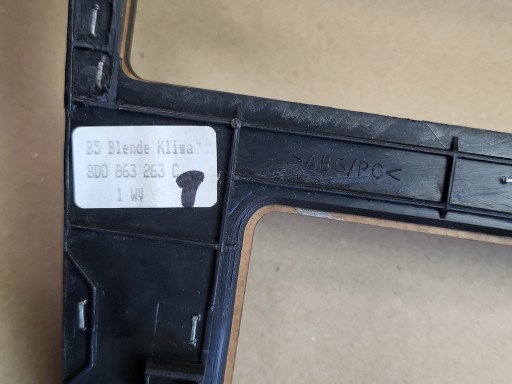 B5 Blende Klima
8D0 863 263 C
1 WV
>ABS/PC<